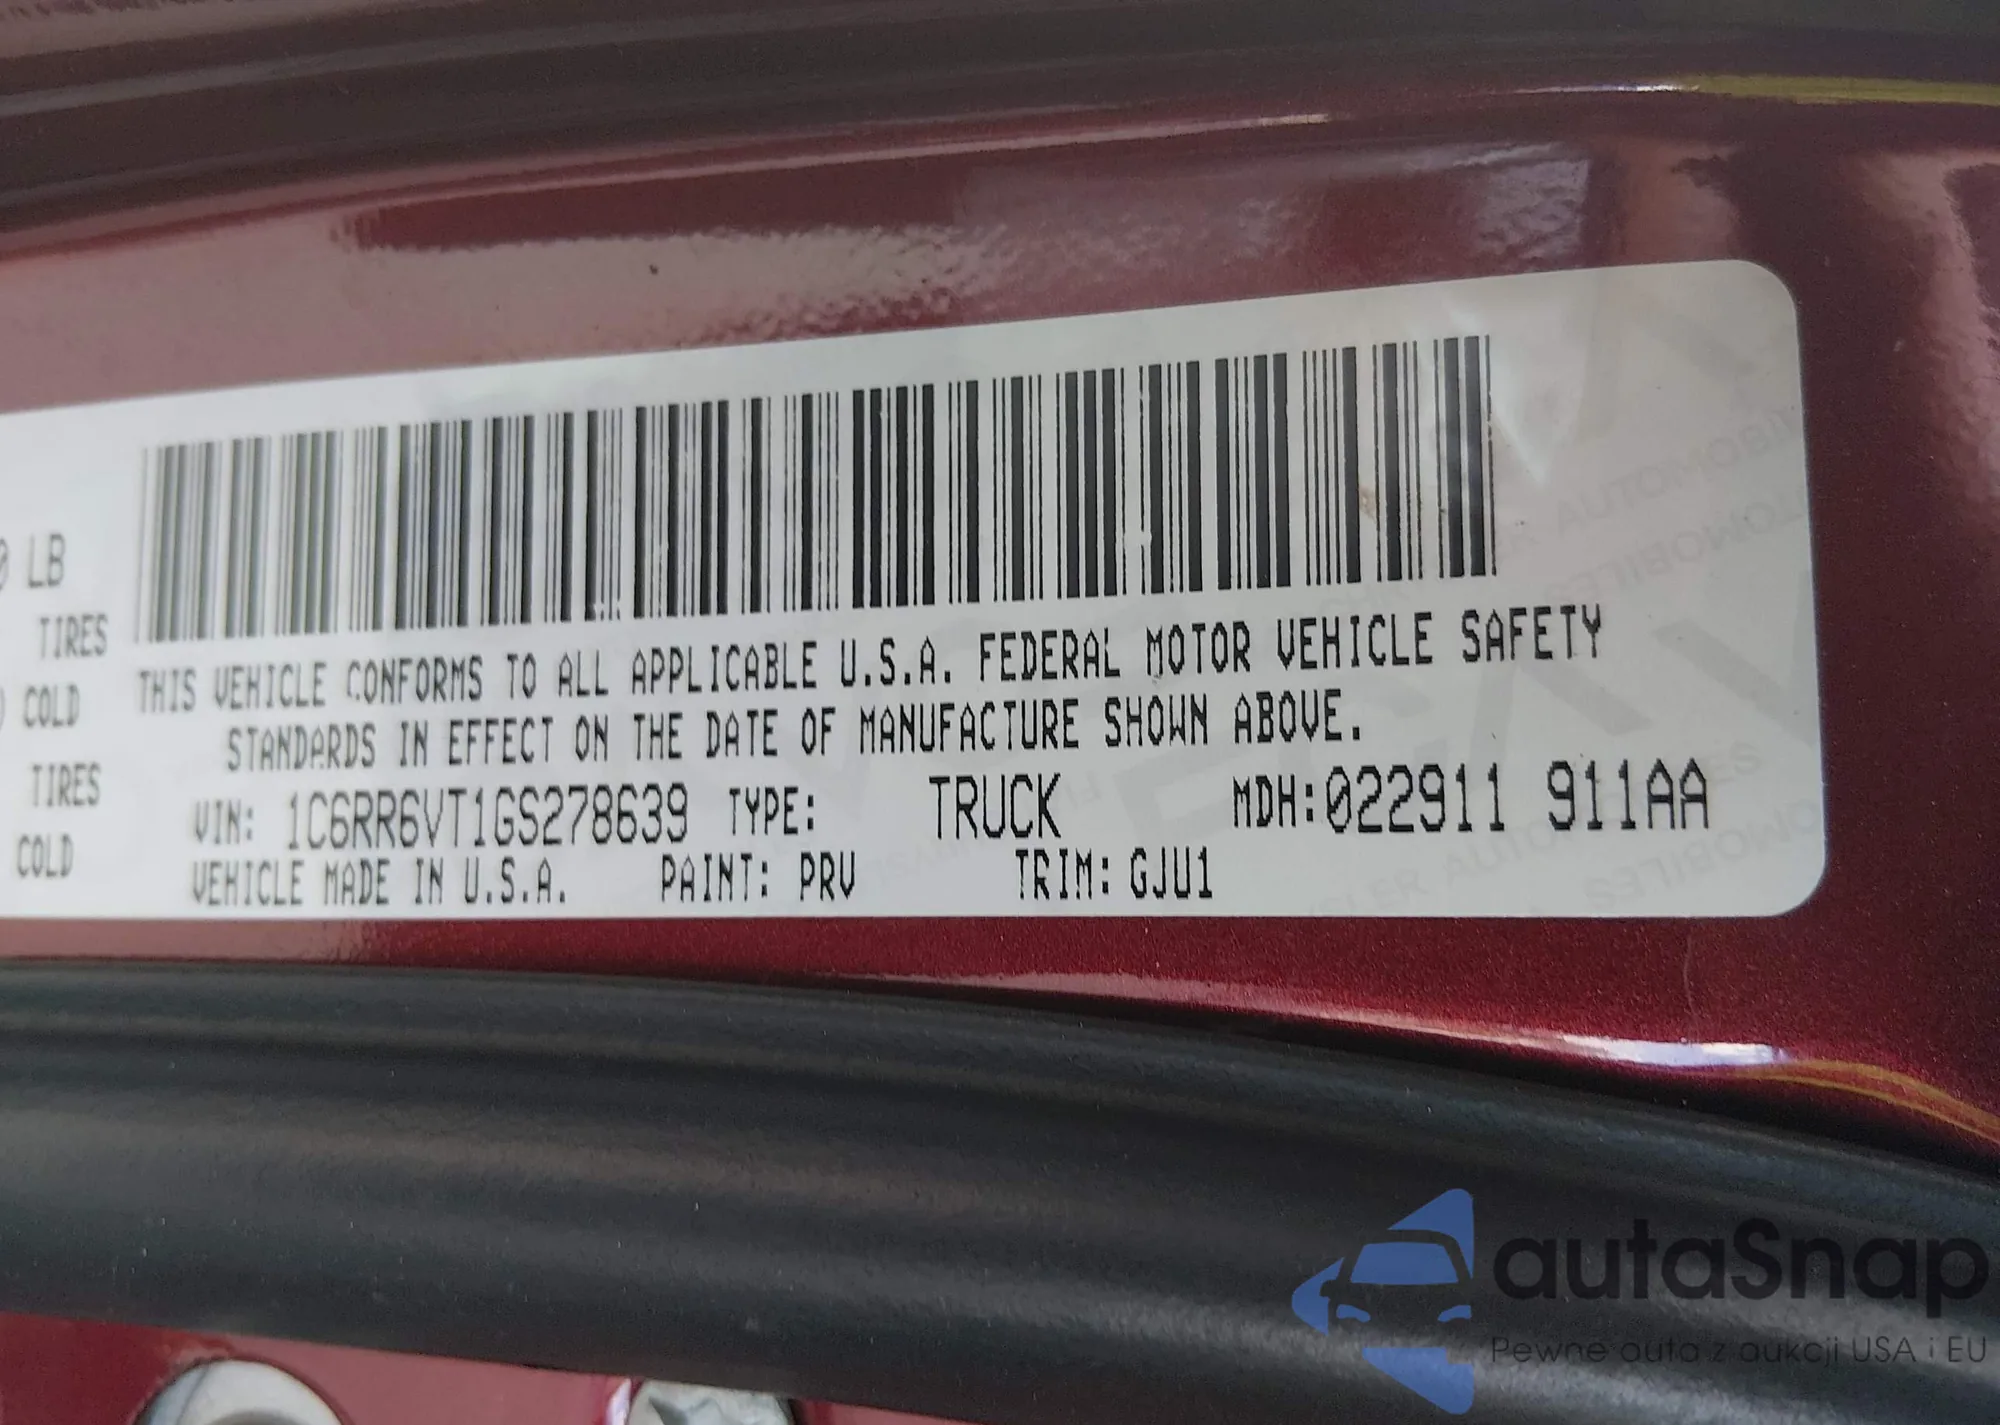 LB
TIRES
COLD
TIRES
COLD
THIS VEHICLE CONFORMS TO ALL APPLICABLE U.S.A. FEDERAL MOTOR VEHICLE SAFETY
STANDARDS IN EFFECT ON THE DATE OF MANUFACTURE SHOWN ABOVE.
VIN: 1C6RR6VT1GS278639 TYPE: TRUCK MDH:022911 911AA
VEHICLE MADE IN U.S.A. PAINT: PRV TRIM: GJU1
autaSnap
Pewne auta z aukcji USA i EU